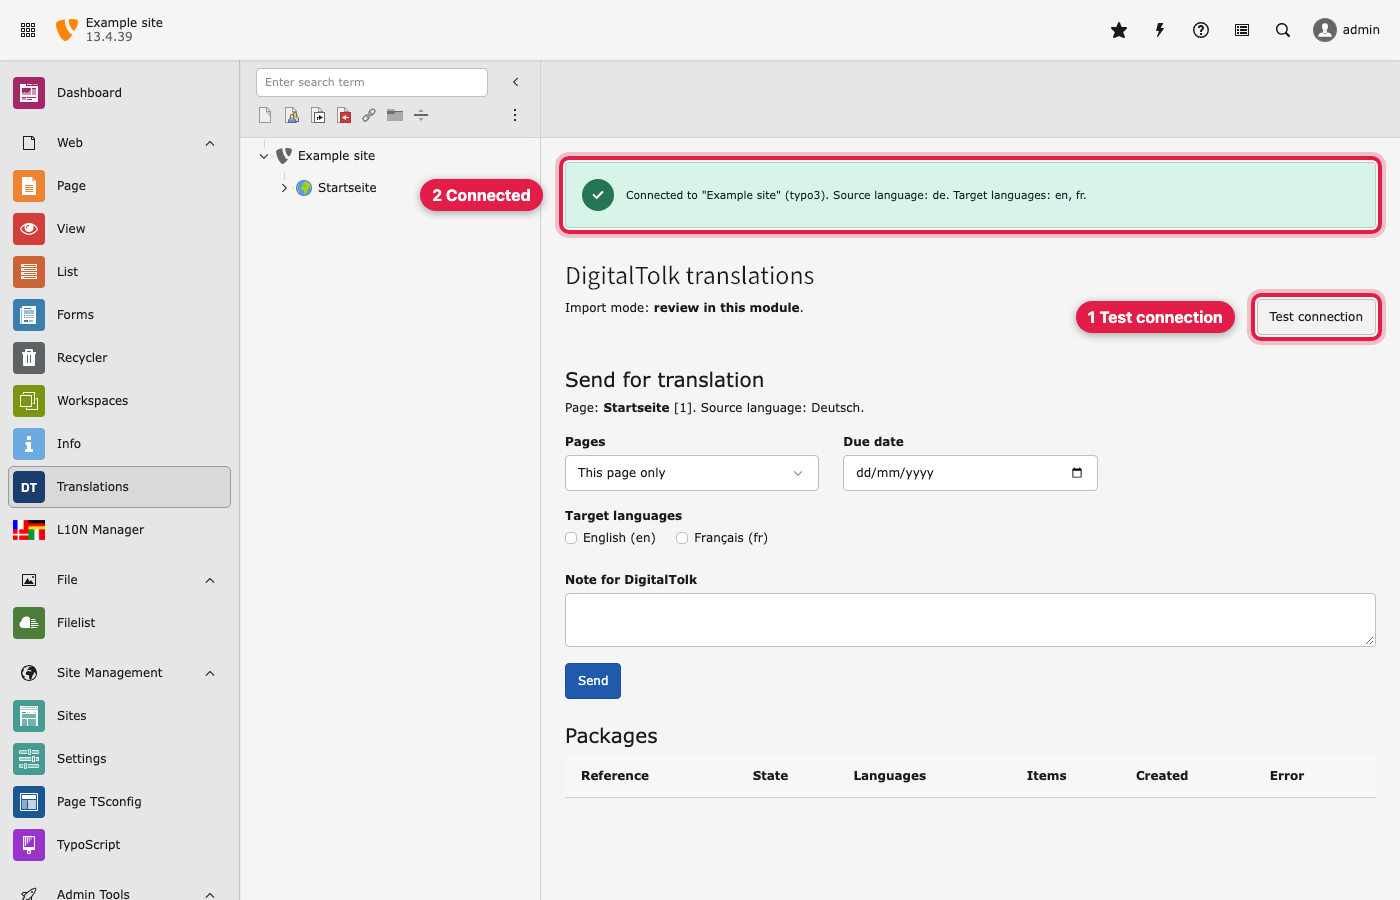 Example site
13.4.39
admin
Dashboard
Web
Page
View
List
Forms
Recycler
Workspaces
Info
DT
Translations
L10N Manager
File
Filelist
Site Management
Sites
Settings
Page TSconfig
TypoScript
Admin Tools
Enter search term
Example site
Startseite
2 Connected
Connected to "Example site" (typo3). Source language: de. Target languages: en, fr.
DigitalTolk translations
Import mode: review in this module.
1 Test connection
Test connection
Send for translation
Page: Startseite [1]. Source language: Deutsch.
Pages
Due date
This page only
dd/mm/yyyy
Target languages
English (en)
Français (fr)
Note for DigitalTolk
Send
Packages
Reference State Languages Items Created Error